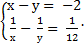 x−y= −2
1/x − 1/y = 1/12.